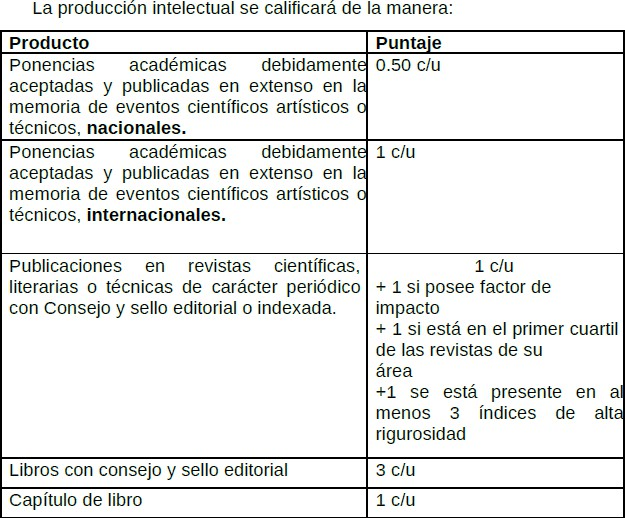 La producción intelectual se calificará de la manera:
Producto
Puntaje
Ponencias académicas debidamente
aceptadas y publicadas en extenso en la
memoria de eventos científicos artísticos o
técnicos, nacionales.
0.50 c/u
Ponencias académicas debidamente
aceptadas y publicadas en extenso en la
memoria de eventos científicos artísticos o
técnicos, internacionales.
1 c/u
Publicaciones en revistas científicas,
literarias o técnicas de carácter periódico
con Consejo y sello editorial o indexada.
1 c/u
+ 1 si posee factor de
impacto
+ 1 si está en el primer cuartil
de las revistas de su
área
+1 se está presente en al
menos 3 índices de alta
rigurosidad
Libros con consejo y sello editorial
3 c/u
Capítulo de libro
1 c/u